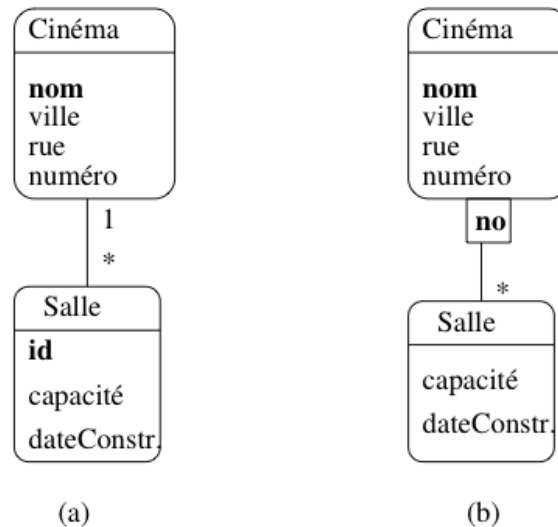 Cinéma
nom
ville
rue
numéro
1
*
Salle
id
capacité
dateConstr.
(a)
Cinéma
nom
ville
rue
numéro
no
*
Salle
capacité
dateConstr.
(b)